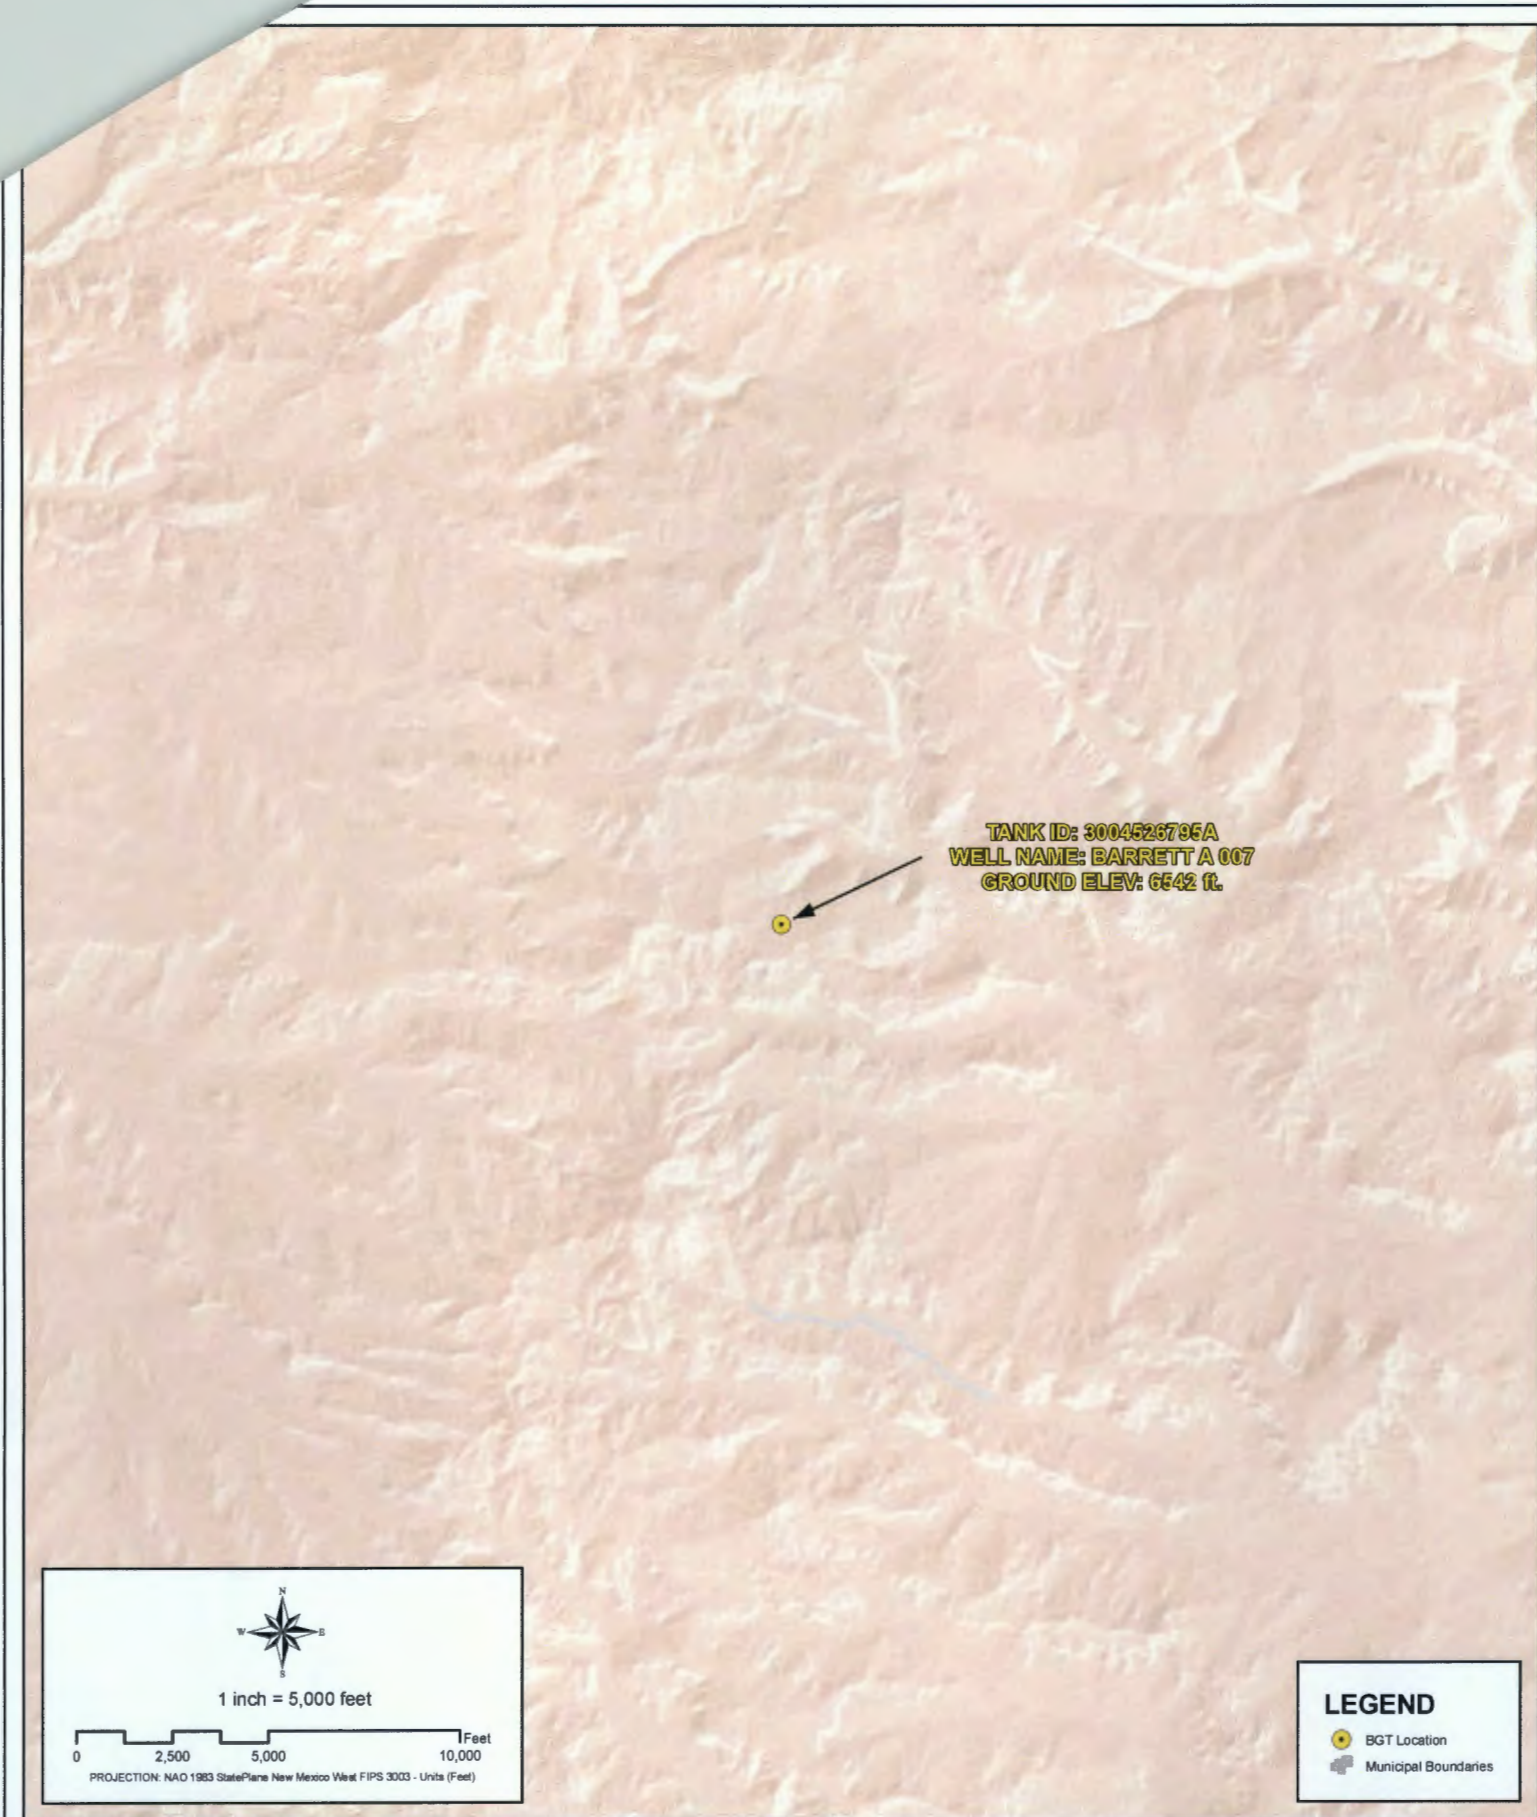 TANK ID: 3004526795A
WELL NAME: BARRETT A 007
GROUND ELEV: 6542 ft.
N
W E
S
1 inch = 5,000 feet
Feet
0 2,500 5,000 10,000
PROJECTION: NAO 1983 StatePlane New Mexico West FIPS 3003 - Units (Feet)
LEGEND
BGT Location
Municipal Boundaries